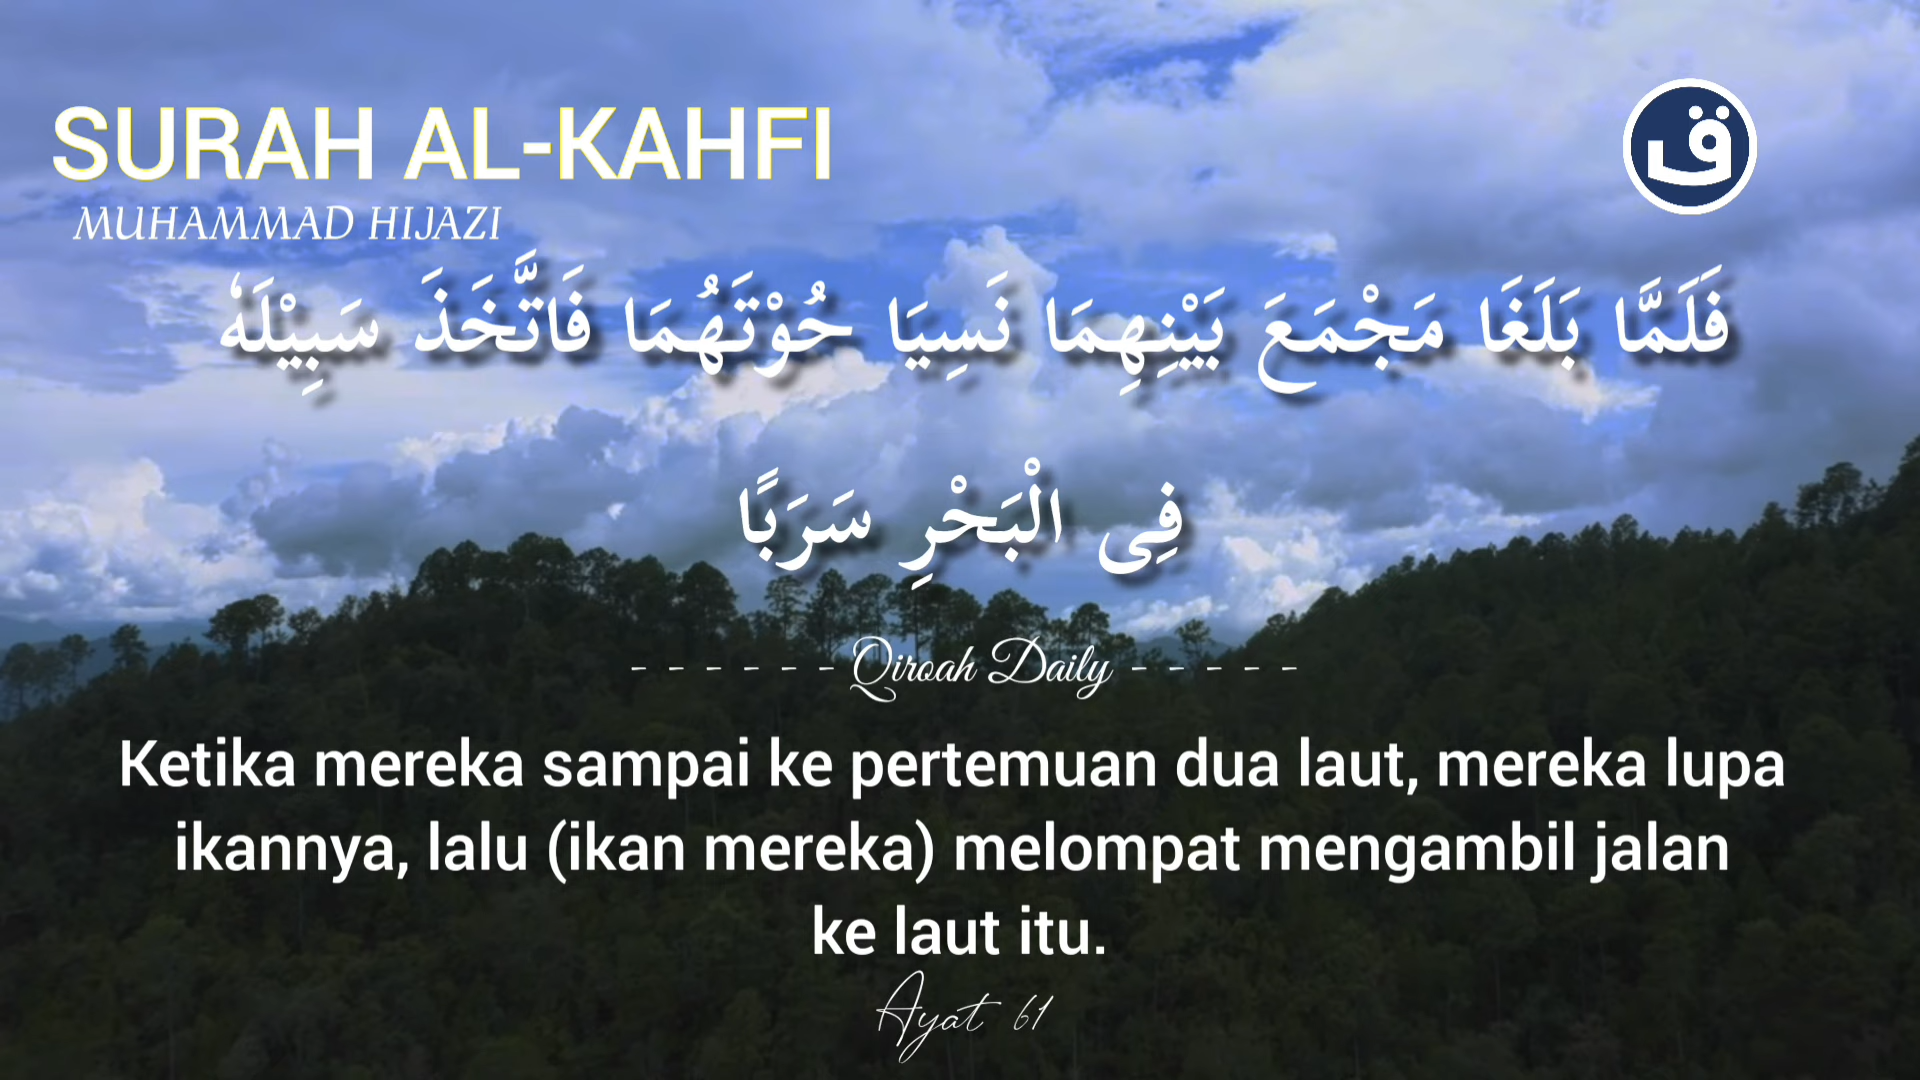 SURAH AL-KAHFI
MUHAMMAD HIJAZI
ق
فَلَمَّا بَلَغَا مَجْمَعَ بَيْنِهِمَا نَسِيَا حُوْتَهُمَا فَاتَّخَذَ سَبِيْلَهٗ
فِى الْبَحْرِ سَرَبًا
- - - - - - Qiroah Daily - - - - -
Ketika mereka sampai ke pertemuan dua laut, mereka lupa
ikannya, lalu (ikan mereka) melompat mengambil jalan
ke laut itu.
Ayat 61